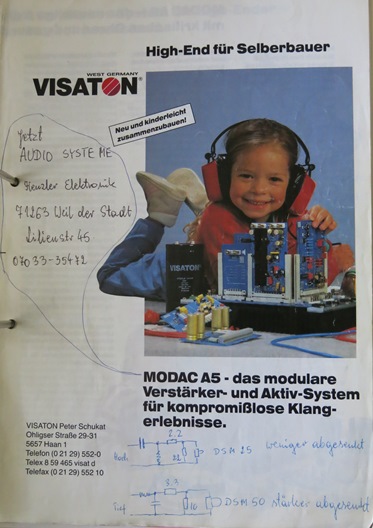 High-End für Selberbauer
WEST GERMANY
VISATON®
Neu und kinderleicht
zusammenzubauen!
Jetzt
AUDIO SYSTEME
Henzler Elektronik
71263 Weil der Stadt
Lilienstr 45
07033-35472
VISATON
MODAC A5 - das modulare
Verstärker- und Aktiv-System
für kompromißlose Klang-
erlebnisse.
VISATON Peter Schukat
Ohligser Straße 29-31
5657 Haan 1
Telefon (0 21 29) 552-0
Telex 8 59 465 visat d
Telefax (0 21 29) 552 10
2.2
Hoch
22
DSM 25 weniger abgesenkt
3.3
Tief
10
DSM 50 stärker abgesenkt